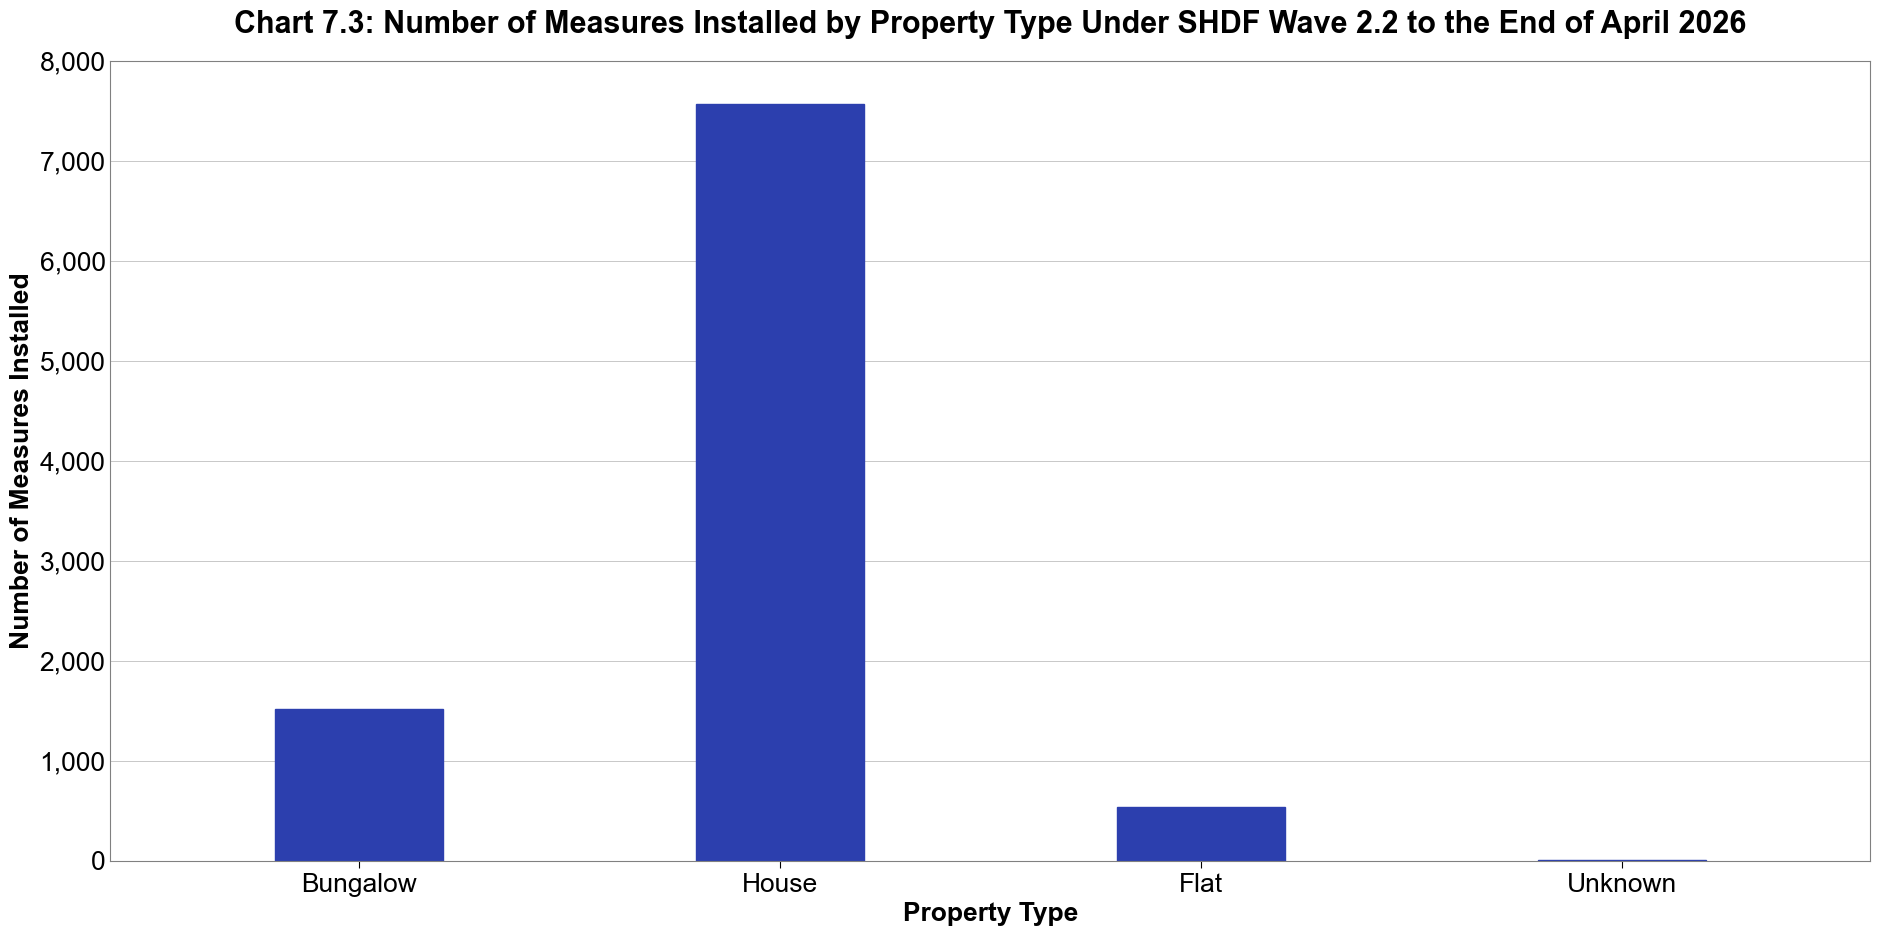 Chart 7.3: Number of Measures Installed by Property Type Under SHDF Wave 2.2 to the End of April 2026
Number of Measures Installed
8,000
7,000
6,000
5,000
4,000
3,000
2,000
1,000
0
Bungalow
House
Flat
Unknown
Property Type